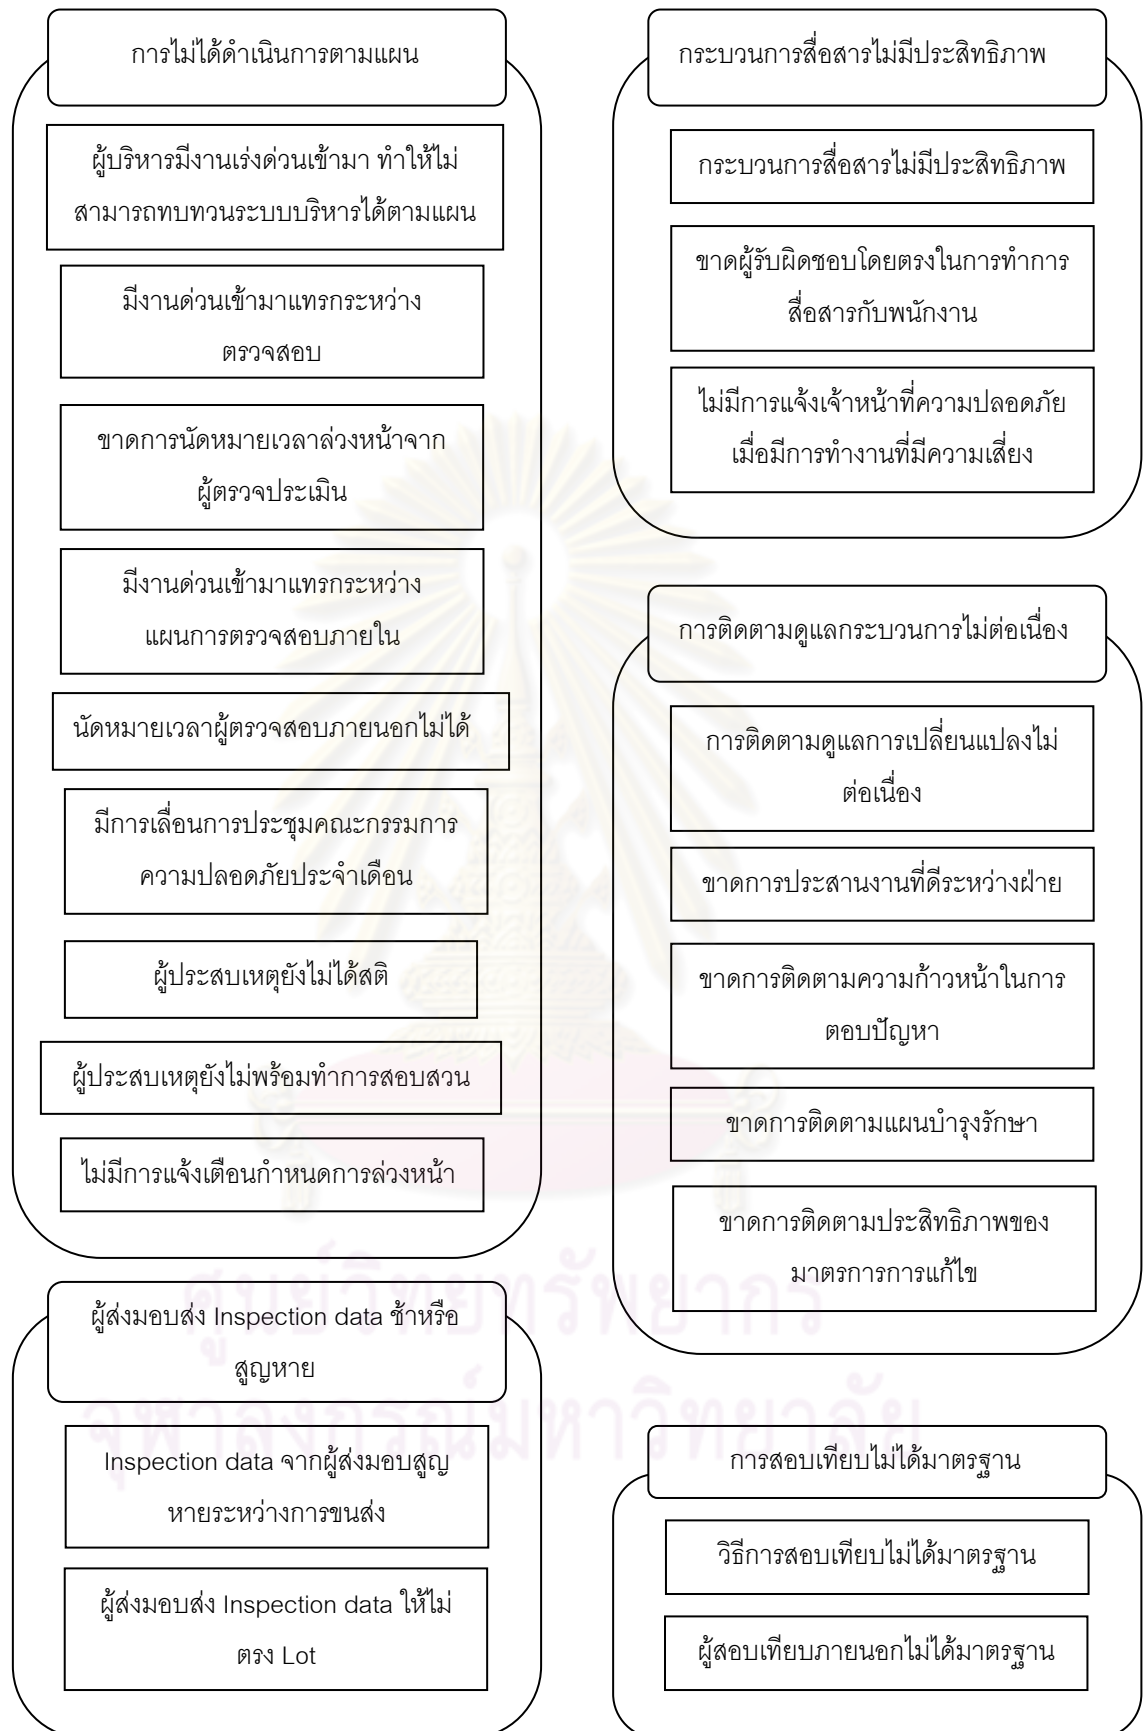 การไม่ได้ดำเนินการตามแผน
ผู้บริหารมีงานเร่งด่วนเข้ามา ทำให้ไม่
สามารถทบทวนระบบบริหารได้ตามแผน
มีงานด่วนเข้ามาแทรกระหว่าง
ตรวจสอบ
ขาดการนัดหมายเวลาล่วงหน้าจาก
ผู้ตรวจประเมิน
มีงานด่วนเข้ามาแทรกระหว่าง
แผนการตรวจสอบภายใน
นัดหมายเวลาผู้ตรวจสอบภายนอกไม่ได้
มีการเลื่อนการประชุมคณะกรรมการ
ความปลอดภัยประจำเดือน
ผู้ประสบเหตุยังไม่ได้สติ
ผู้ประสบเหตุยังไม่พร้อมทำการสอบสวน
ไม่มีการแจ้งเตือนกำหนดการล่วงหน้า
ผู้ส่งมอบส่ง Inspection data ช้าหรือ
สูญหาย
Inspection data จากผู้ส่งมอบสูญ
หายระหว่างการขนส่ง
ผู้ส่งมอบส่ง Inspection data ให้ไม่
ตรง Lot
กระบวนการสื่อสารไม่มีประสิทธิภาพ
กระบวนการสื่อสารไม่มีประสิทธิภาพ
ขาดผู้รับผิดชอบโดยตรงในการทำการ
สื่อสารกับพนักงาน
ไม่มีการแจ้งเจ้าหน้าที่ความปลอดภัย
เมื่อมีการทำงานที่มีความเสี่ยง
การติดตามดูแลกระบวนการไม่ต่อเนื่อง
การติดตามดูแลการเปลี่ยนแปลงไม่
ต่อเนื่อง
ขาดการประสานงานที่ดีระหว่างฝ่าย
ขาดการติดตามความก้าวหน้าในการ
ตอบปัญหา
ขาดการติดตามแผนบำรุงรักษา
ขาดการติดตามประสิทธิภาพของ
มาตรการการแก้ไข
การสอบเทียบไม่ได้มาตรฐาน
วิธีการสอบเทียบไม่ได้มาตรฐาน
ผู้สอบเทียบภายนอกไม่ได้มาตรฐาน
ศูนย์วิทยทรัพยากร
จุฬาลงกรณ์มหาวิทยาลัย